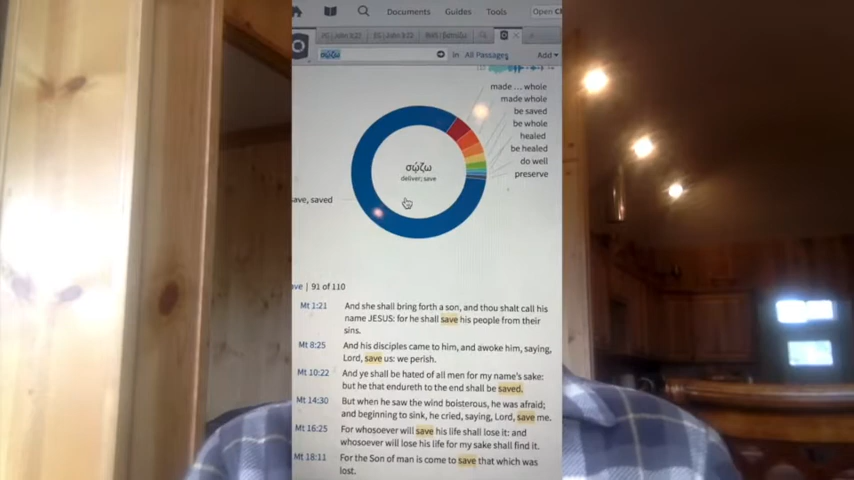 Documents Guides Tools Open
σῴζω in All Passages Add
made ... whole
made whole
be saved
be whole
healed
be healed
do well
preserve
σῴζω
deliver; save
ave, saved
ave | 91 of 110
Mt 1:21 And she shall bring forth a son, and thou shalt call his
name JESUS: for he shall save his people from their
sins.
Mt 8:25 And his disciples came to him, and awoke him, saying,
Lord, save us: we perish.
Mt 10:22 And ye shall be hated of all men for my name's sake:
but he that endureth to the end shall be saved.
Mt 14:30 But when he saw the wind boisterous, he was afraid;
and beginning to sink, he cried, saying, Lord, save me.
Mt 16:25 For whosoever will save his life shall lose it: and
whosoever will lose his life for my sake shall find it.
Mt 18:11 For the Son of man is come to save that which was
lost.